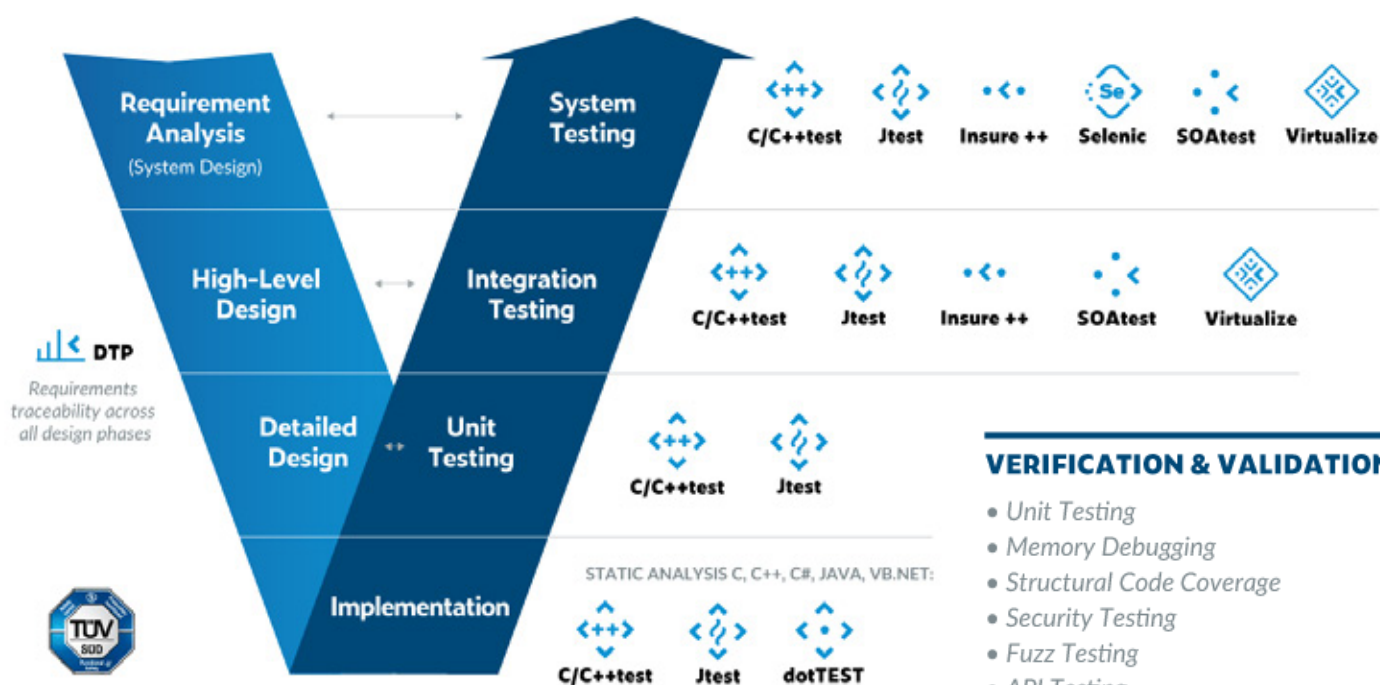 Requirement
Analysis
(System Design)
System
Testing
<++>
Se
C/C++test
Jtest
Insure ++
Selenic
SOAtest
Virtualize
High-Level
Design
Integration
Testing
<++>
C/C++test
Jtest
Insure ++
SOAtest
Virtualize
DTP
Requirements
traceability across
all design phases
Detailed
Design
Unit
Testing
<++>
C/C++test
Jtest
Implementation
STATIC ANALYSIS C, C++, C#, JAVA, VB.NET:
<++>
C/C++test
Jtest
dotTEST
TÜV
SÜD
VERIFICATION & VALIDATION
• Unit Testing
• Memory Debugging
• Structural Code Coverage
• Security Testing
• Fuzz Testing
• API Testing